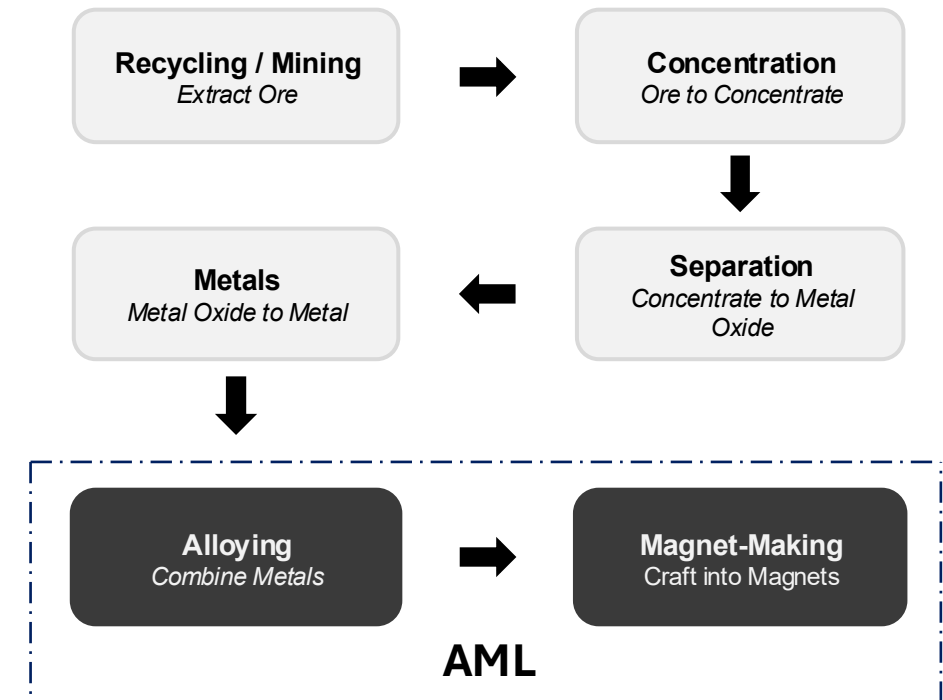 Recycling / Mining
Extract Ore
Concentration
Ore to Concentrate
Metals
Metal Oxide to Metal
Separation
Concentrate to Metal
Oxide
Alloying
Combine Metals
Magnet-Making
Craft into Magnets
AML